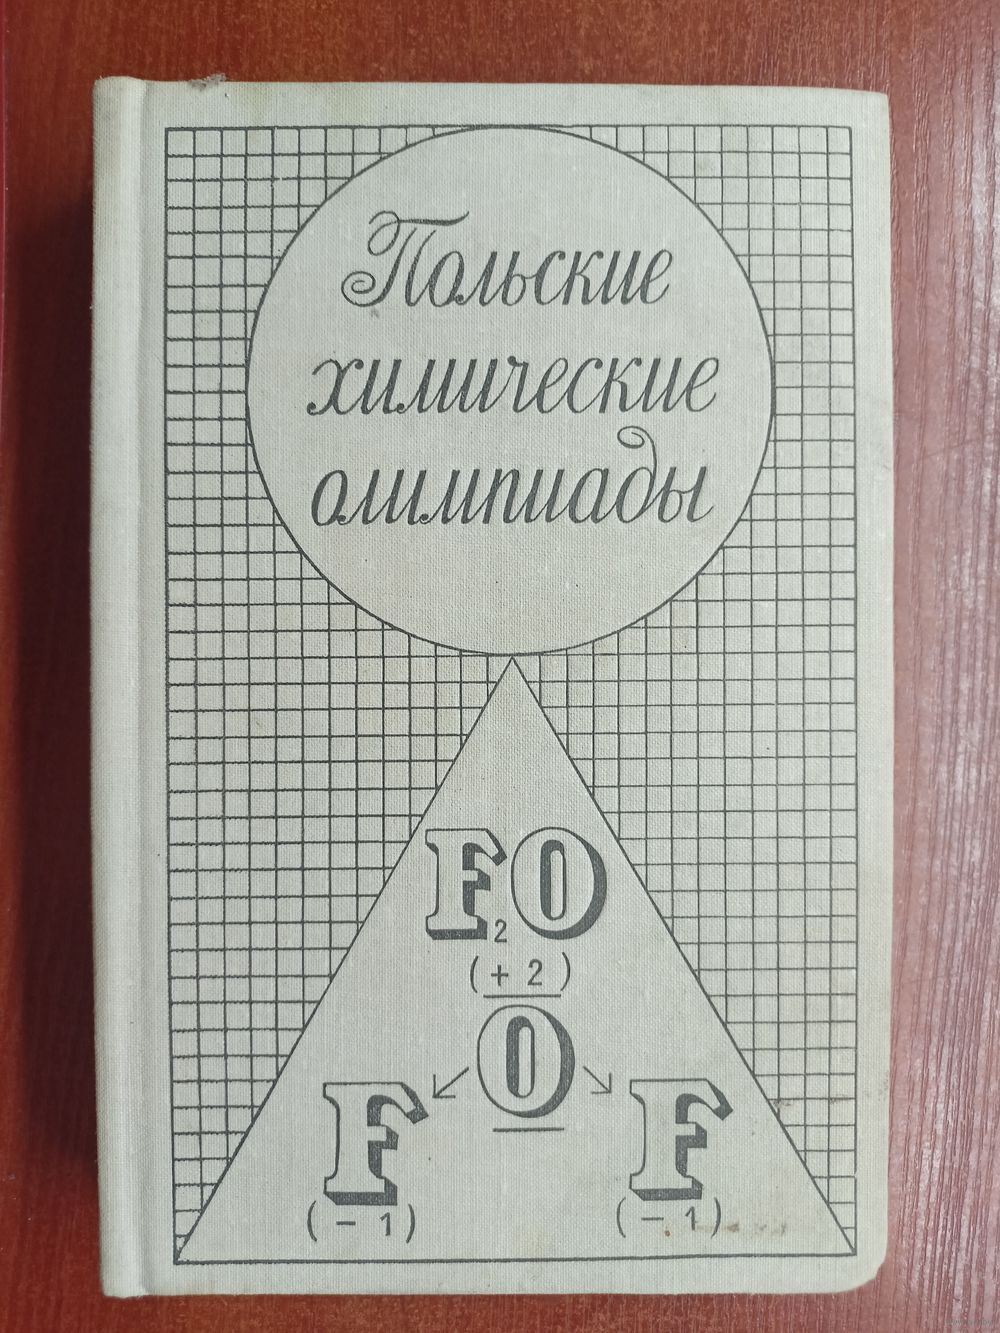 Польские
химические
олимпиады
F₂O
(+2)
O
F F
(-1) (-1)